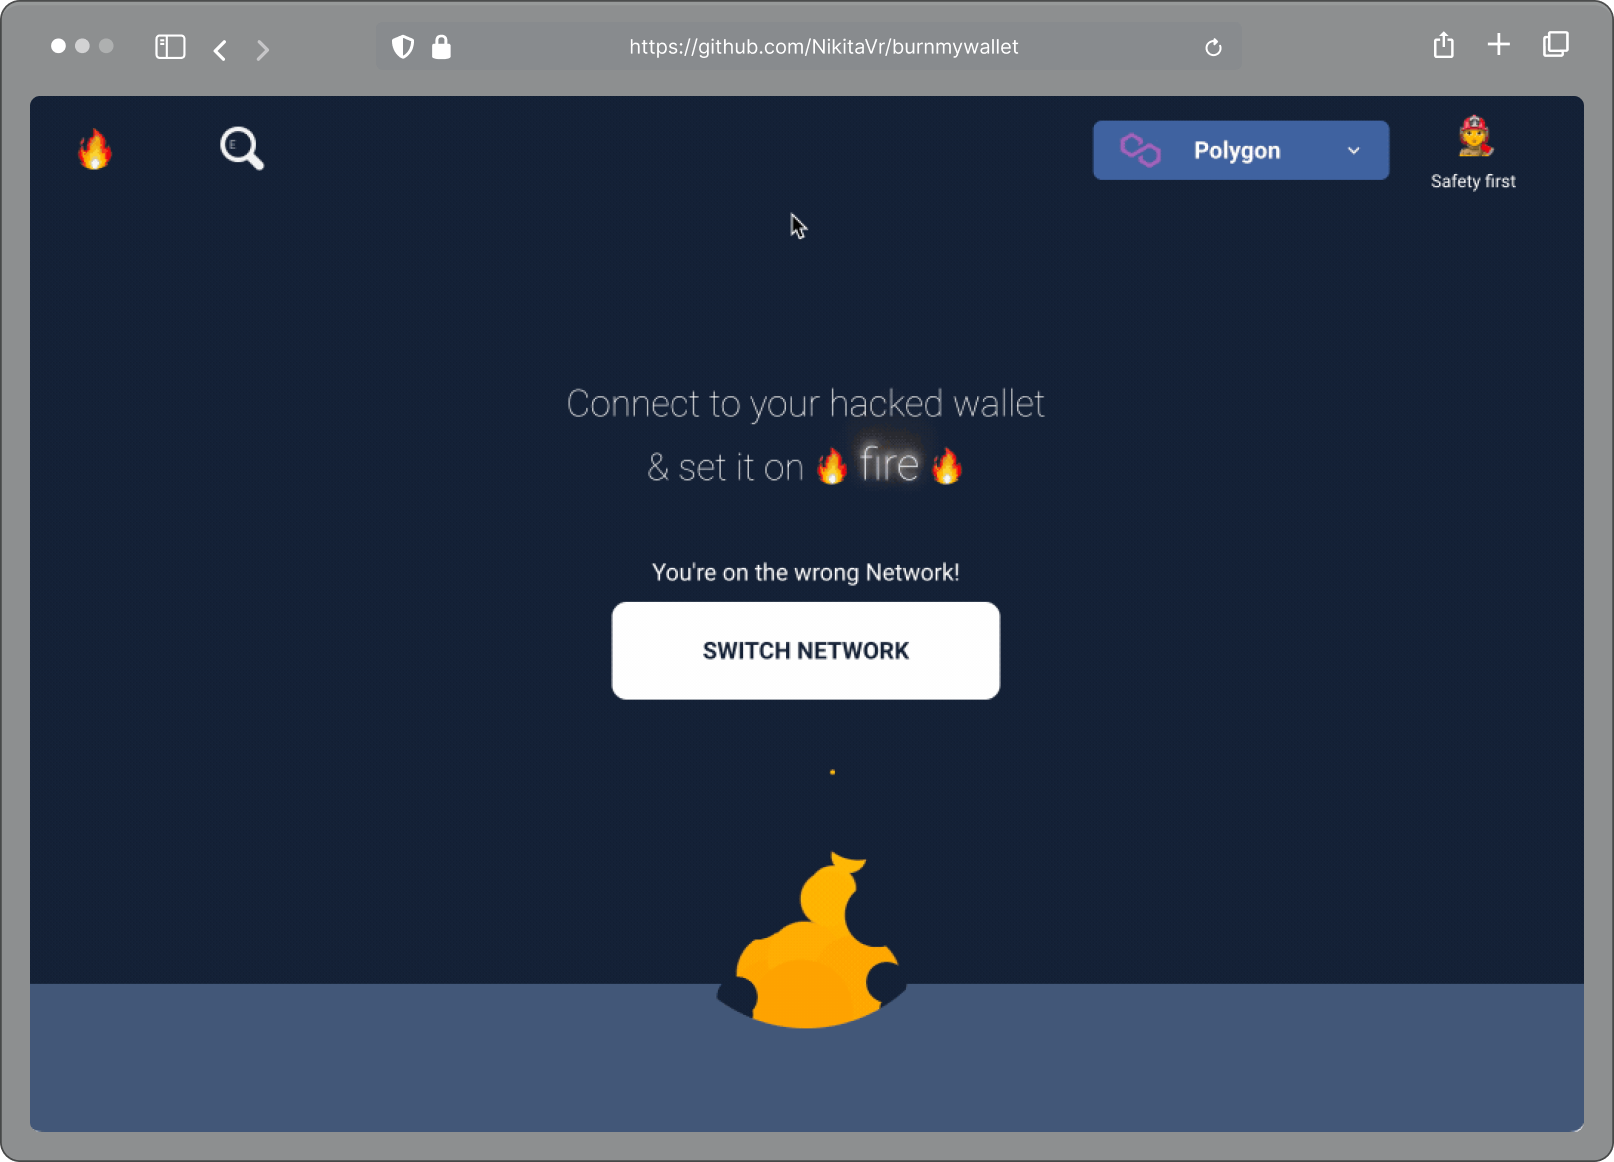 https://github.com/NikitaVr/burnmywallet
E
Polygon
Safety first
Connect to your hacked wallet
& set it on 🔥 fire 🔥
You're on the wrong Network!
SWITCH NETWORK